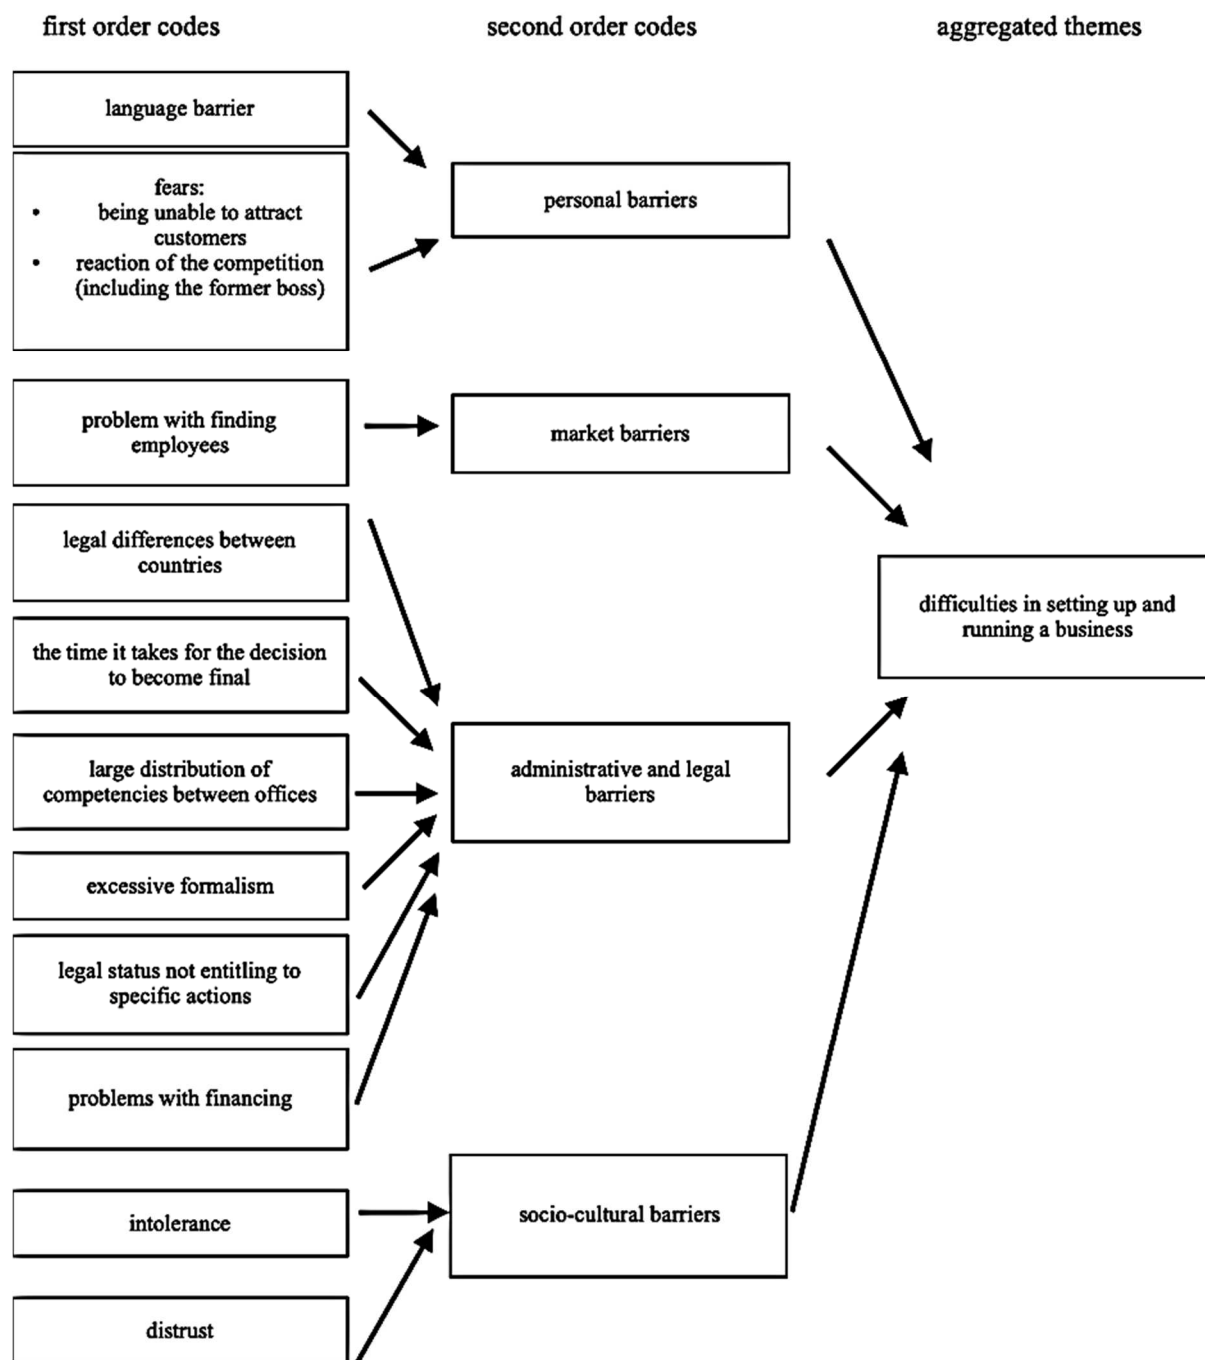 first order codes
second order codes
aggregated themes
language barrier
fears:
• being unable to attract
customers
• reaction of the competition
(including the former boss)
personal barriers
problem with finding
employees
market barriers
legal differences between
countries
difficulties in setting up and
running a business
the time it takes for the decision
to become final
large distribution of
competencies between offices
administrative and legal
barriers
excessive formalism
legal status not entitling to
specific actions
problems with financing
intolerance
socio-cultural barriers
distrust